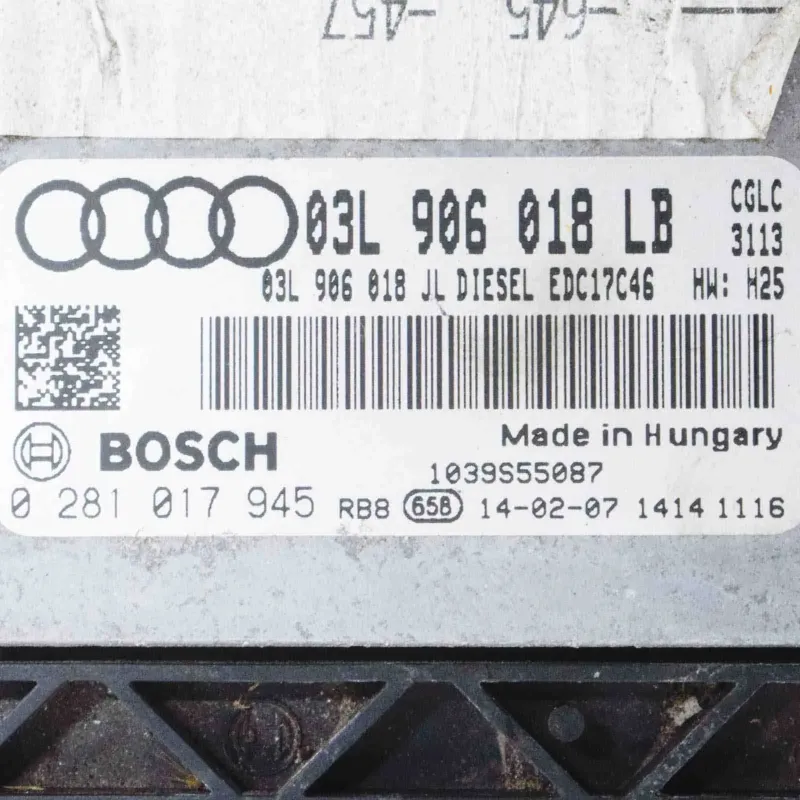 -457 -645
03L 906 018 LB CGLC
3113
03L 906 018 JL DIESEL EDC17C46 HW: H25
Made in Hungary
BOSCH
1039S55087
0 281 017 945 RB8 658 14-02-07 1414 1116